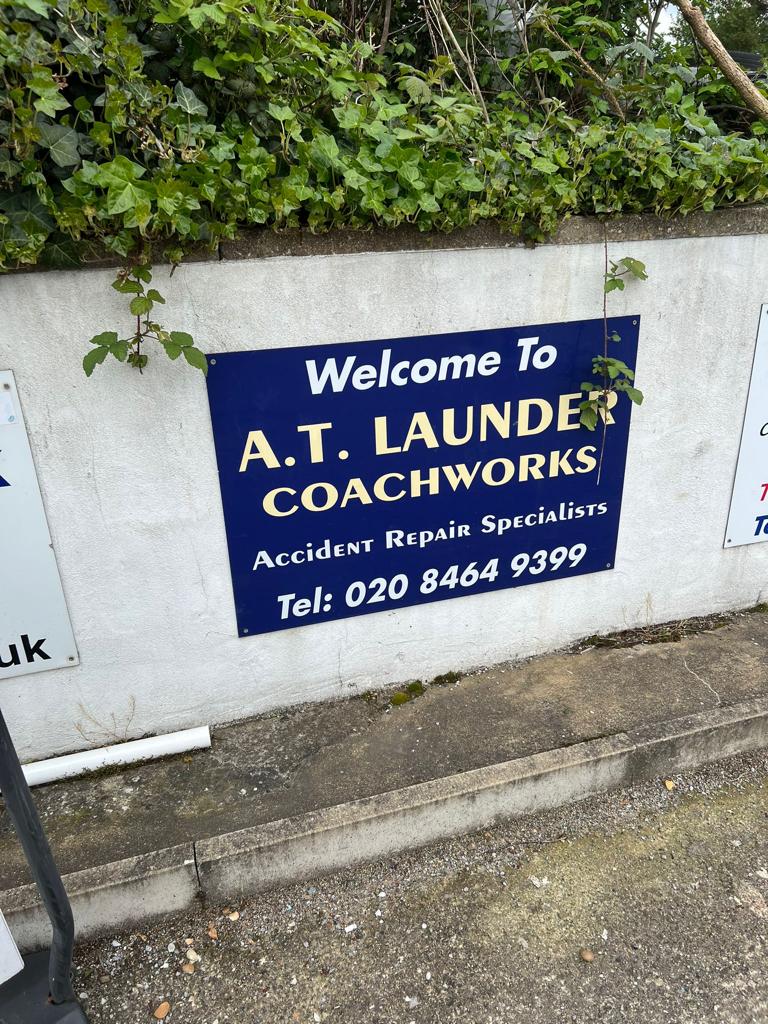 Welcome To
A.T. LAUNDER
COACHWORKS
Accident Repair Specialists
Tel: 020 8464 9399
uk